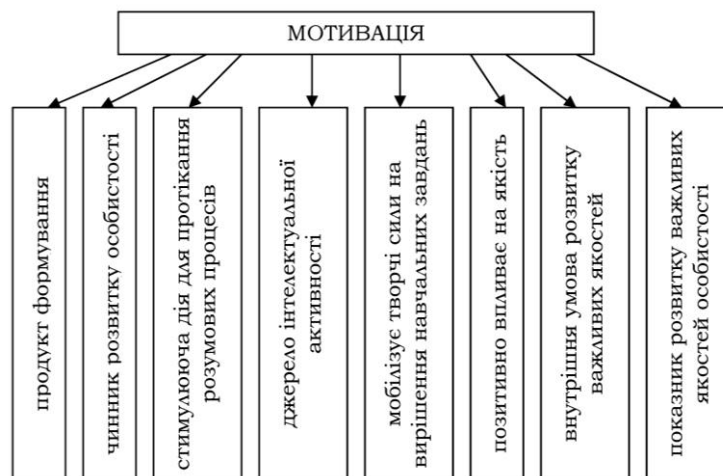 МОТИВАЦІЯ
продукт формування
чинник розвитку особистості
стимулююча дія для протікання
розумових процесів
джерело інтелектуальної
активності
мобілізує творчі сили на
вирішення навчальних завдань
позитивно впливає на якість
внутрішня умова розвитку
важливих якостей
показник розвитку важливих
якостей особистості